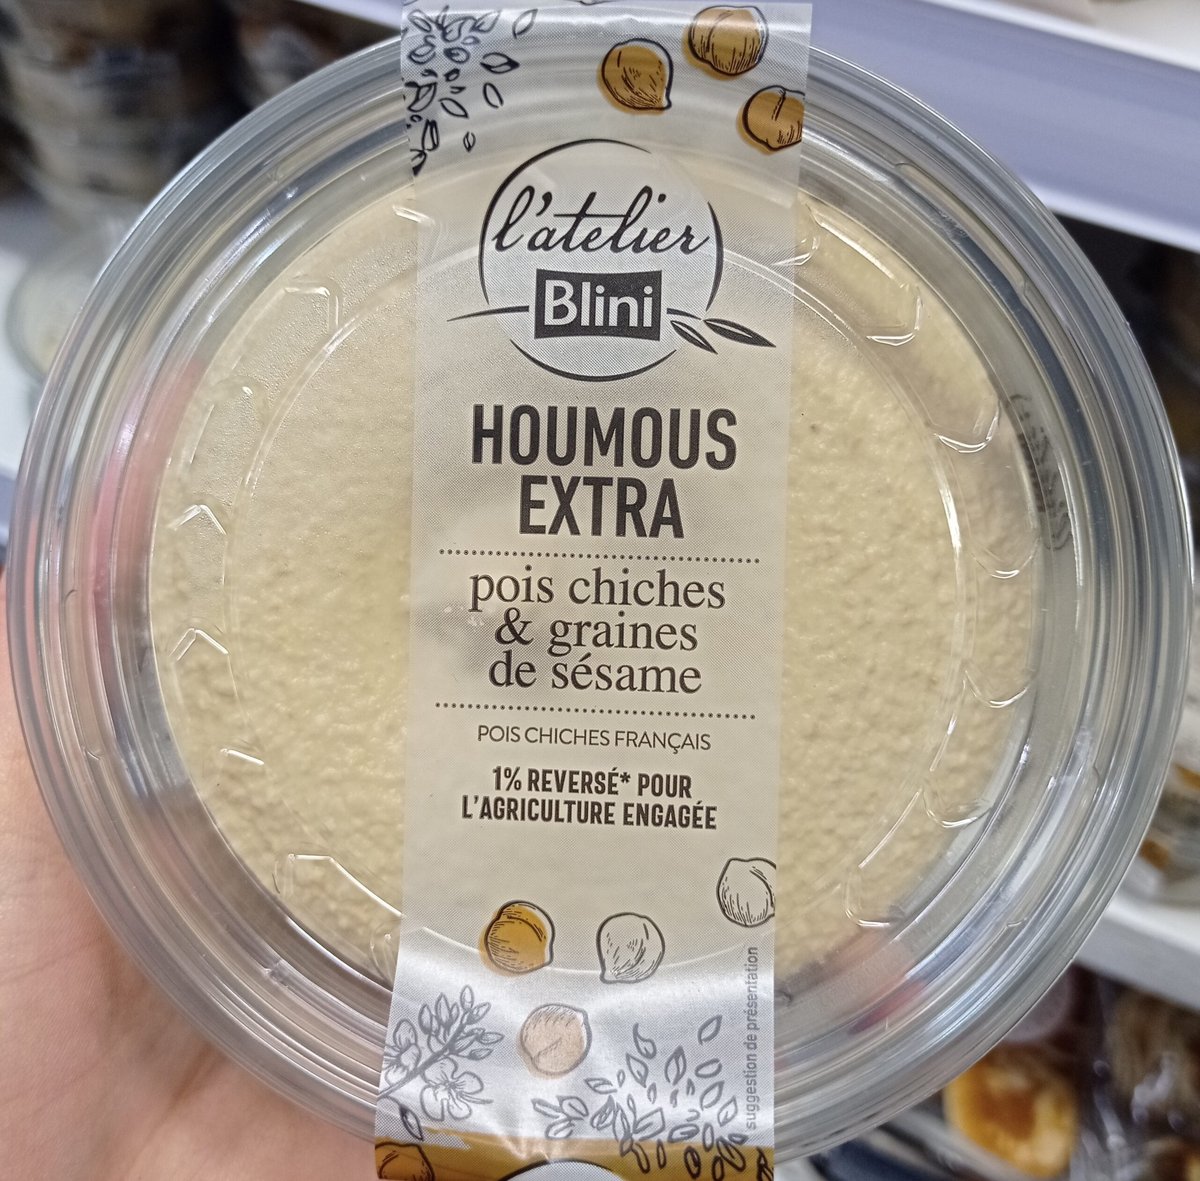 l'atelier
Blini
HOUMOUS
EXTRA
pois chiches
& graines
de sésame
POIS CHICHES FRANÇAIS
1% REVERSÉ* POUR
L'AGRICULTURE ENGAGÉE
suggestion de présentation